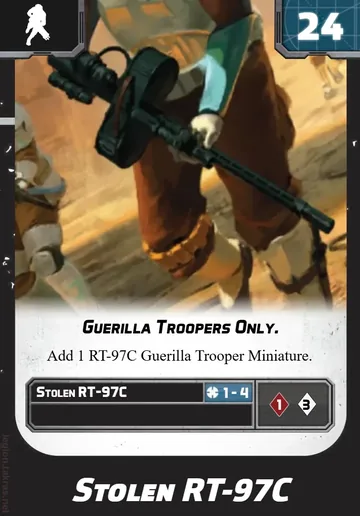 24
Guerilla Troopers Only.
Add 1 RT-97C Guerilla Trooper Miniature.
Stolen RT-97C 1 - 4 1 3
Stolen RT-97C